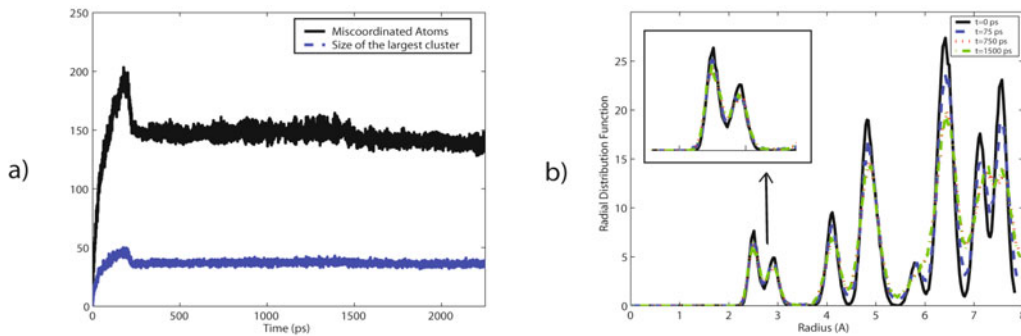 a)
250
200
150
100
50
0
0 500 1000 1500 2000
Time (ps)
Miscoordinated Atoms
Size of the largest cluster
b)
Radial Distribution Function
25
20
15
10
5
0
0 1 2 3 4 5 6 7 8
Radius (A)
t=0 ps
t=75 ps
t=750 ps
t=1500 ps